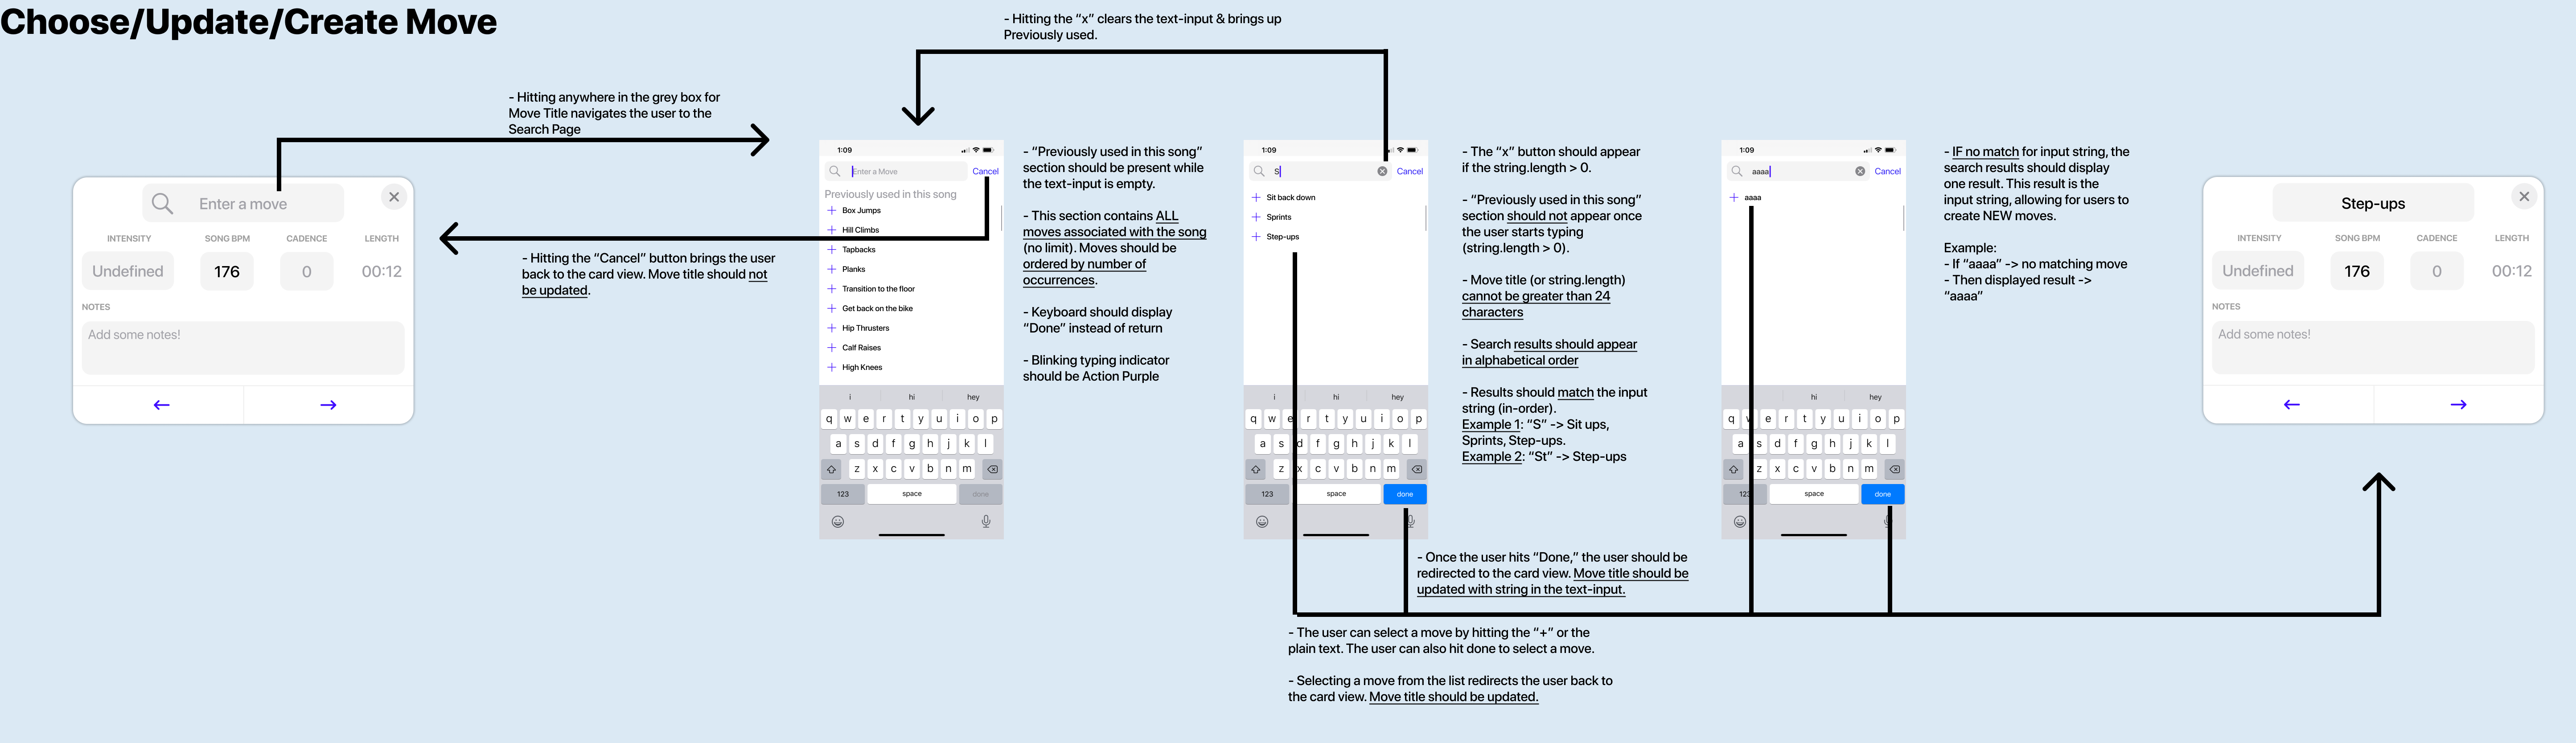 Choose/Update/Create Move
- Hitting the “x” clears the text-input & brings up
Previously used.
- Hitting anywhere in the grey box for
Move Title navigates the user to the
Search Page
Enter a move
INTENSITY
SONG BPM
CADENCE
LENGTH
Undefined
176
0
00:12
NOTES
Add some notes!
- Hitting the “Cancel” button brings the user
back to the card view. Move title should not
be updated.
1:09
Enter a Move
Cancel
Previously used in this song
Box Jumps
Hill Climbs
Tapbacks
Planks
Transition to the floor
Get back on the bike
Hip Thrusters
Calf Raises
High Knees
i
hi
hey
q w e r t y u i o p
a s d f g h j k l
z x c v b n m
123
space
done
- “Previously used in this song”
section should be present while
the text-input is empty.
- This section contains ALL
moves associated with the song
(no limit). Moves should be
ordered by number of
occurrences.
- Keyboard should display
“Done” instead of return
- Blinking typing indicator
should be Action Purple
1:09
S
Cancel
Sit back down
Sprints
Step-ups
i
hi
hey
q w e r t y u i o p
a s d f g h j k l
z x c v b n m
123
space
done
- The “x” button should appear
if the string.length > 0.
- “Previously used in this song”
section should not appear once
the user starts typing
(string.length > 0).
- Move title (or string.length)
cannot be greater than 24
characters
- Search results should appear
in alphabetical order
- Results should match the input
string (in-order).
Example 1: “S” -> Sit ups,
Sprints, Step-ups.
Example 2: “St” -> Step-ups
1:09
aaaa
Cancel
aaaa
hi
hey
q w e r t y u i o p
a s d f g h j k l
z x c v b n m
123
space
done
- IF no match for input string, the
search results should display
one result. This result is the
input string, allowing for users to
create NEW moves.
Example:
- If “aaaa” -> no matching move
- Then displayed result ->
“aaaa”
Step-ups
INTENSITY
SONG BPM
CADENCE
LENGTH
Undefined
176
0
00:12
NOTES
Add some notes!
- Once the user hits “Done,” the user should be
redirected to the card view. Move title should be
updated with string in the text-input.
- The user can select a move by hitting the “+” or the
plain text. The user can also hit done to select a move.
- Selecting a move from the list redirects the user back to
the card view. Move title should be updated.